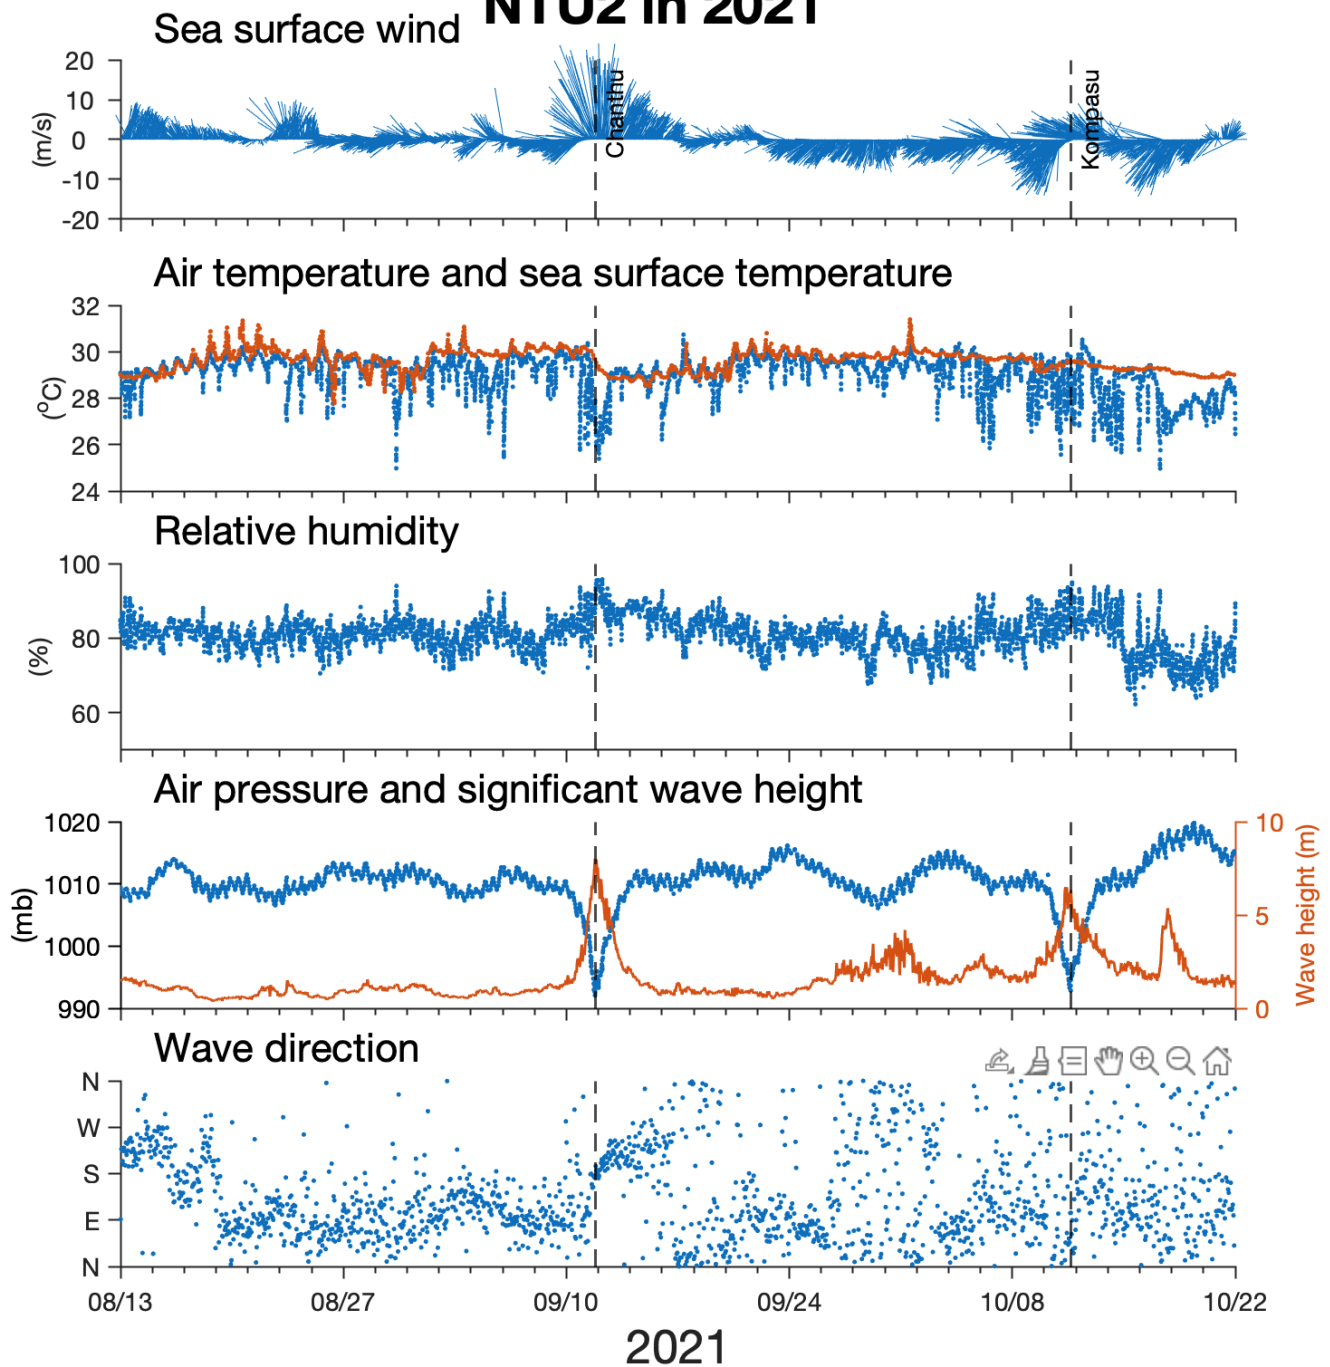 NTU2 in 2021
Sea surface wind
20
10
0
-10
-20
(m/s)
Chanthu
Kompasu
Air temperature and sea surface temperature
32
30
28
26
24
(°C)
Relative humidity
100
80
60
(%)
Air pressure and significant wave height
1020
1010
1000
990
(mb)
10
5
0
Wave height (m)
Wave direction
N
W
S
E
N
08/13 08/27 09/10 09/24 10/08 10/22
2021